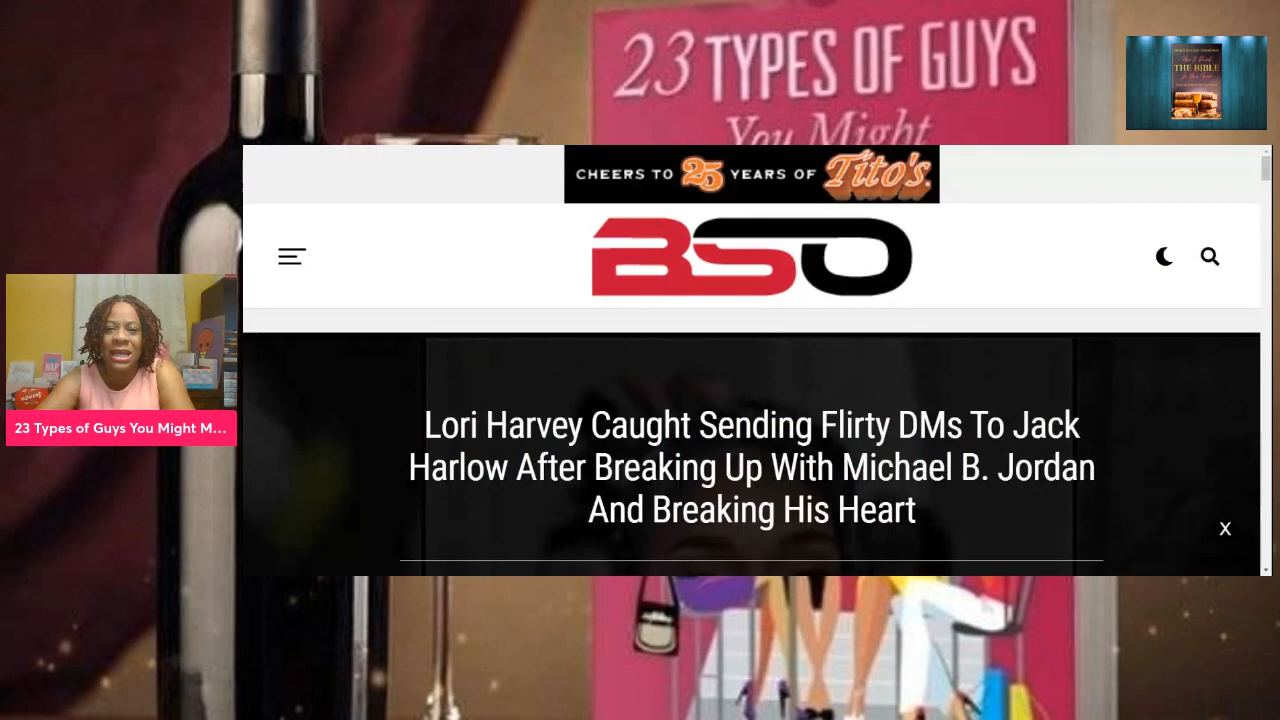 23 TYPES OF GUYS
You Might
THE BIBLE
CHEERS TO 25 YEARS OF Tito's.
BSO
Lori Harvey Caught Sending Flirty DMs To Jack
Harlow After Breaking Up With Michael B. Jordan
And Breaking His Heart
X
NAP
23 Types of Guys You Might M...